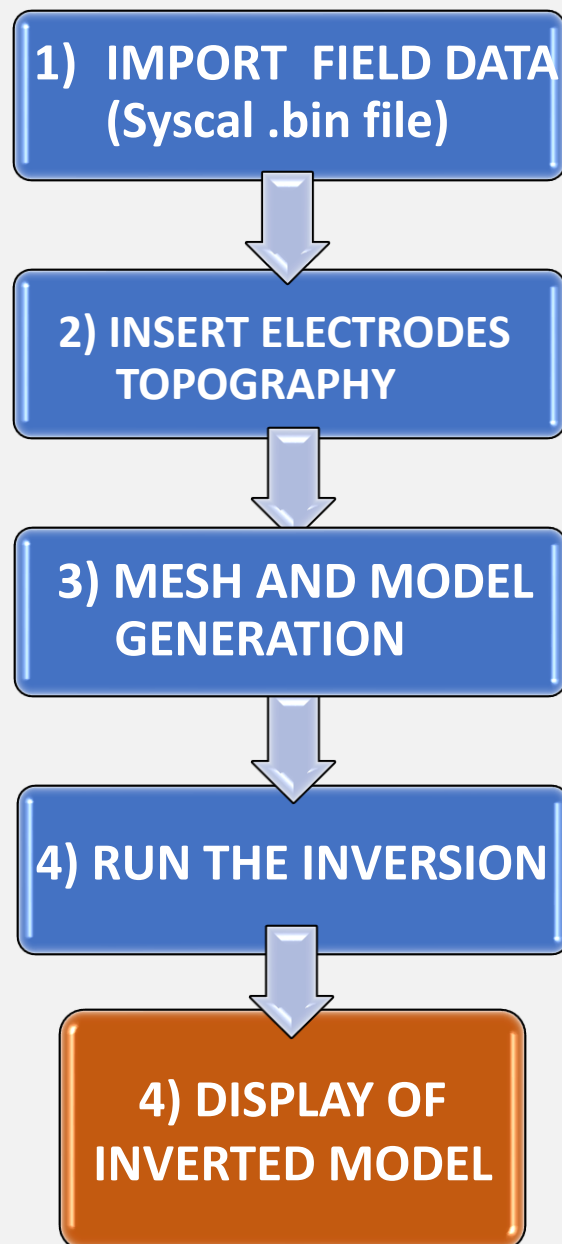 1) IMPORT FIELD DATA
(Syscal .bin file)
2) INSERT ELECTRODES
TOPOGRAPHY
3) MESH AND MODEL
GENERATION
4) RUN THE INVERSION
4) DISPLAY OF
INVERTED MODEL